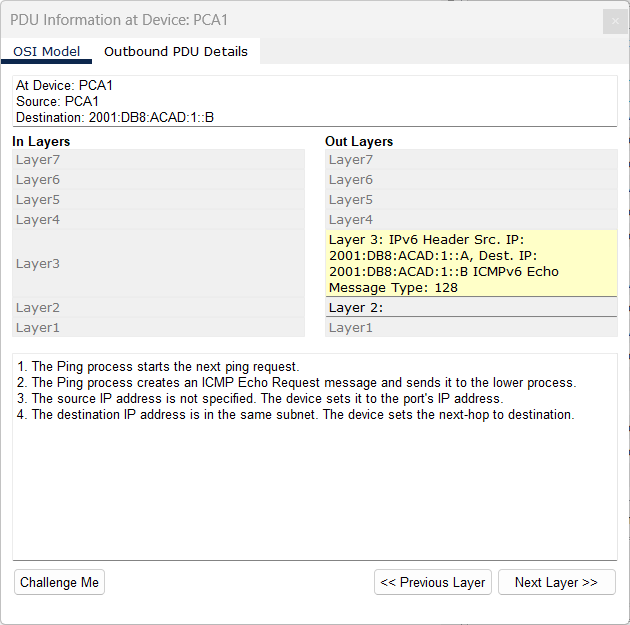 PDU Information at Device: PCA1
×
OSI Model Outbound PDU Details
At Device: PCA1
Source: PCA1
Destination: 2001:DB8:ACAD:1::B
In Layers
Layer7
Layer6
Layer5
Layer4
Layer3
Layer2
Layer1
Out Layers
Layer7
Layer6
Layer5
Layer4
Layer 3: IPv6 Header Src. IP:
2001:DB8:ACAD:1::A, Dest. IP:
2001:DB8:ACAD:1::B ICMPv6 Echo
Message Type: 128
Layer 2:
Layer1
1. The Ping process starts the next ping request.
2. The Ping process creates an ICMP Echo Request message and sends it to the lower process.
3. The source IP address is not specified. The device sets it to the port's IP address.
4. The destination IP address is in the same subnet. The device sets the next-hop to destination.
Challenge Me << Previous Layer Next Layer >>